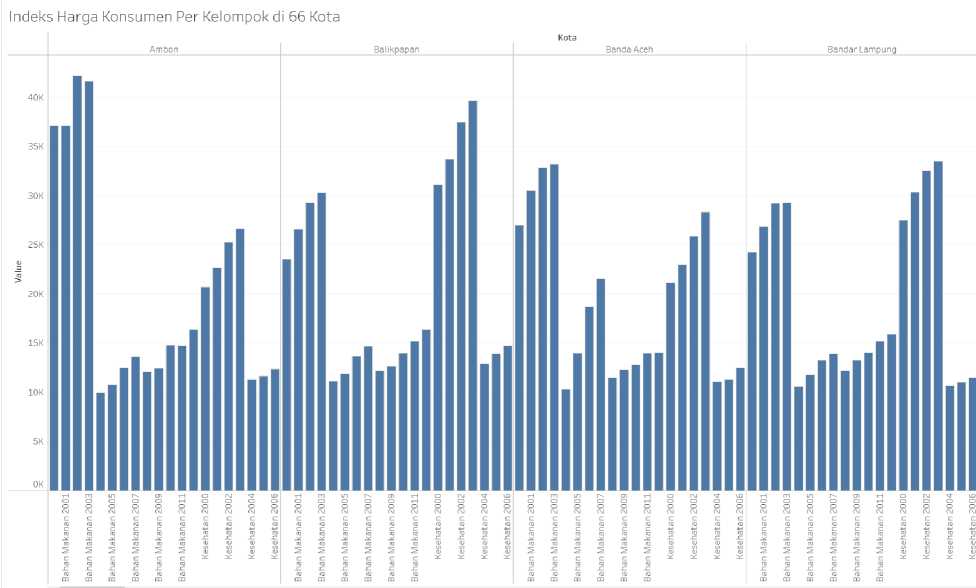 Indeks Harga Konsumen Per Kelompok di 66 Kota
Kota
Ambon
Balikpapan
Banda Aceh
Bandar Lampung
Value
40K
35K
30K
25K
20K
15K
10K
5K
0K
Bahan Makanan 2001
Bahan Makanan 2003
Bahan Makanan 2005
Bahan Makanan 2007
Bahan Makanan 2009
Bahan Makanan 2011
Kesehatan 2000
Kesehatan 2002
Kesehatan 2004
Kesehatan 2006
Bahan Makanan 2001
Bahan Makanan 2003
Bahan Makanan 2005
Bahan Makanan 2007
Bahan Makanan 2009
Bahan Makanan 2011
Kesehatan 2000
Kesehatan 2002
Kesehatan 2004
Kesehatan 2006
Bahan Makanan 2001
Bahan Makanan 2003
Bahan Makanan 2005
Bahan Makanan 2007
Bahan Makanan 2009
Bahan Makanan 2011
Kesehatan 2000
Kesehatan 2002
Kesehatan 2004
Kesehatan 2006
Bahan Makanan 2001
Bahan Makanan 2003
Bahan Makanan 2005
Bahan Makanan 2007
Bahan Makanan 2009
Bahan Makanan 2011
Kesehatan 2000
Kesehatan 2002
Kesehatan 2004
Kesehatan 2006